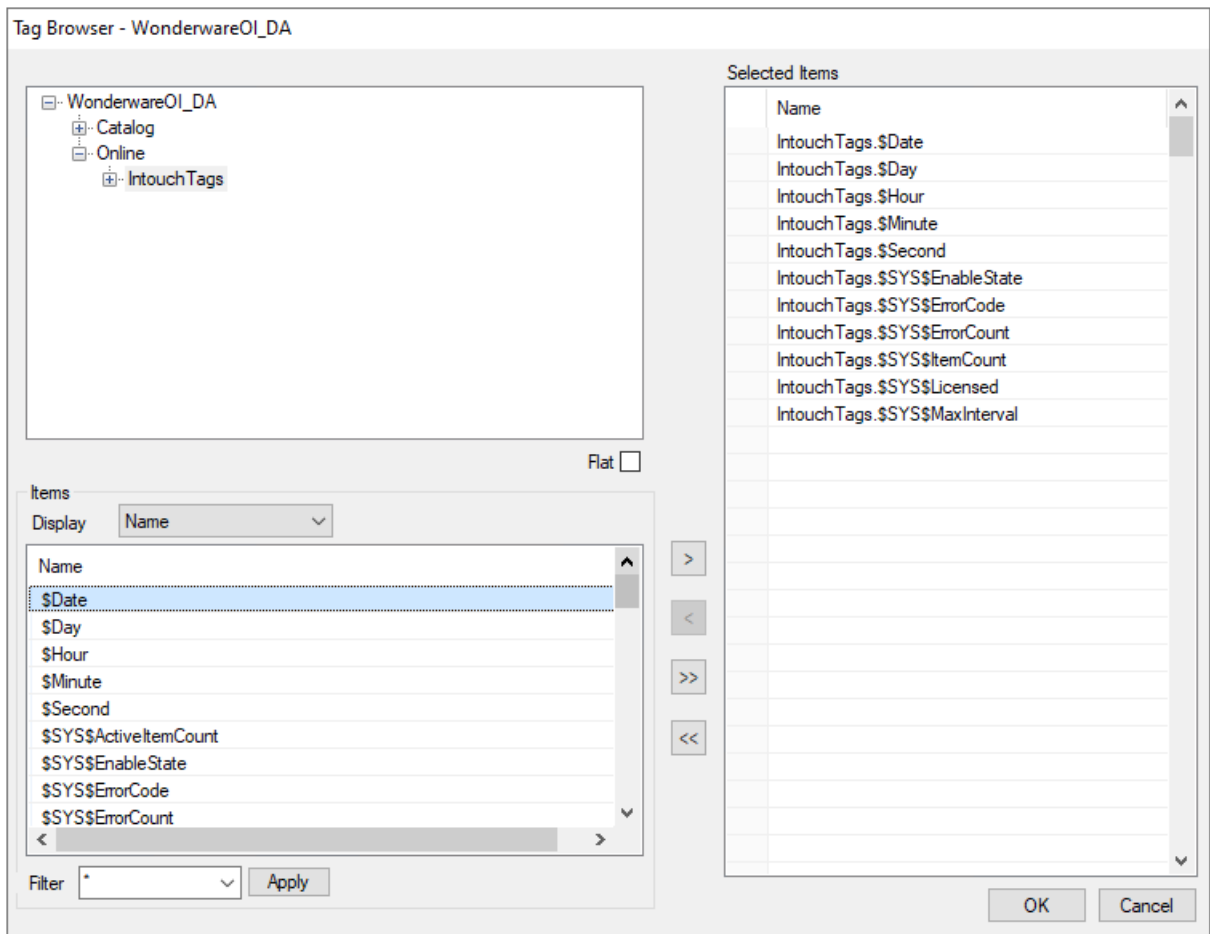 Tag Browser - WonderwareOI_DA
WonderwareOI_DA
Catalog
Online
IntouchTags
Flat
Items
Display Name
Name
$Date
$Day
$Hour
$Minute
$Second
$SYS$ActiveItemCount
$SYS$EnableState
$SYS$ErrorCode
$SYS$ErrorCount
Filter * Apply
>
<
>>
<<
Selected Items
Name
IntouchTags.$Date
IntouchTags.$Day
IntouchTags.$Hour
IntouchTags.$Minute
IntouchTags.$Second
IntouchTags.$SYS$EnableState
IntouchTags.$SYS$ErrorCode
IntouchTags.$SYS$ErrorCount
IntouchTags.$SYS$ItemCount
IntouchTags.$SYS$Licensed
IntouchTags.$SYS$MaxInterval
OK Cancel